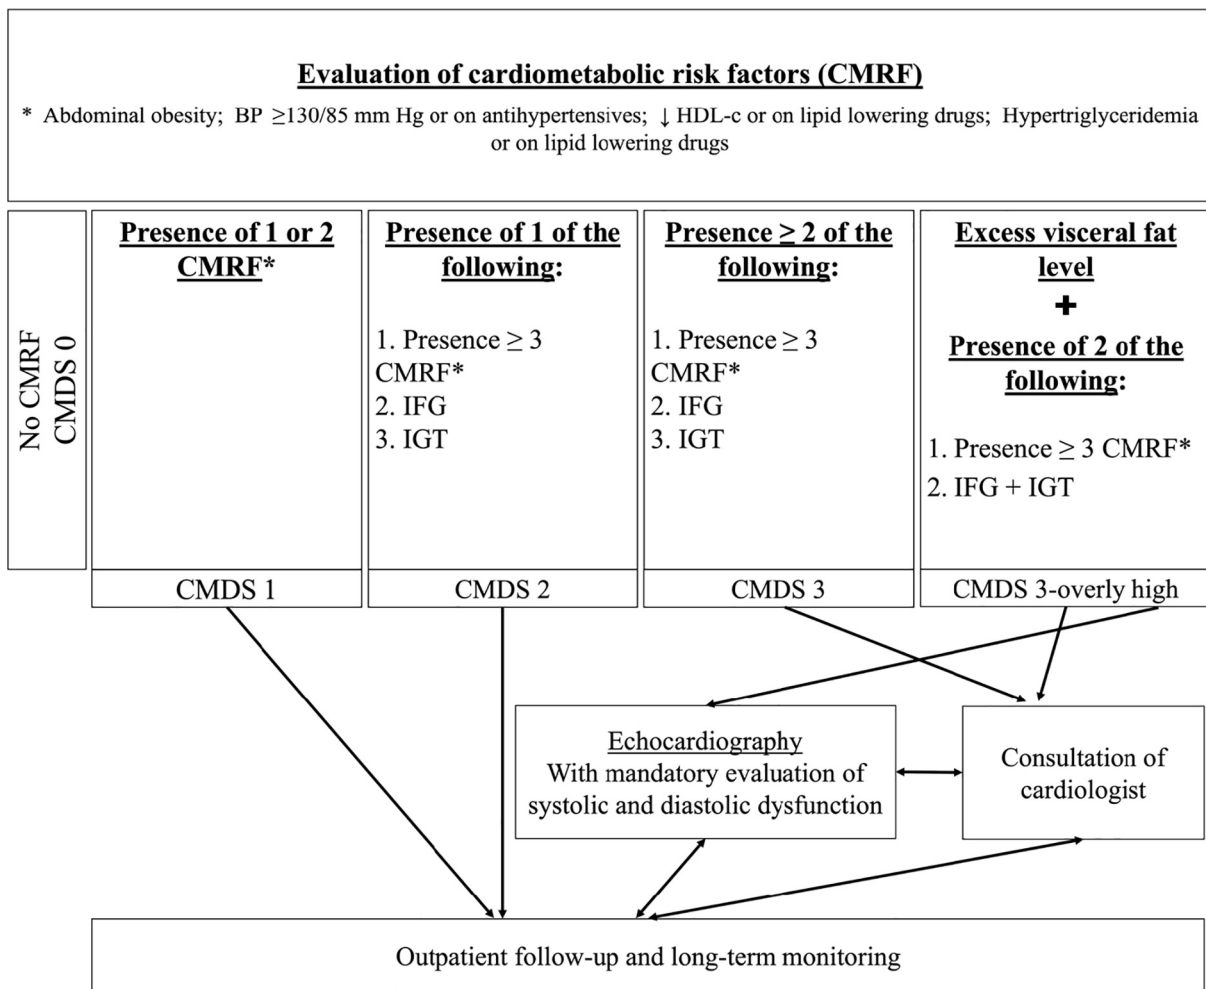 Evaluation of cardiometabolic risk factors (CMRF)
* Abdominal obesity; BP ≥130/85 mm Hg or on antihypertensives; ↓ HDL-c or on lipid lowering drugs; Hypertriglyceridemia
or on lipid lowering drugs
No CMRF
CMDS 0
Presence of 1 or 2
CMRF*
CMDS 1
Presence of 1 of the
following:
1. Presence ≥ 3
CMRF*
2. IFG
3. IGT
CMDS 2
Presence ≥ 2 of the
following:
1. Presence ≥ 3
CMRF*
2. IFG
3. IGT
CMDS 3
Excess visceral fat
level
+
Presence of 2 of the
following:
1. Presence ≥ 3 CMRF*
2. IFG + IGT
CMDS 3-overly high
Echocardiography
With mandatory evaluation of
systolic and diastolic dysfunction
Consultation of
cardiologist
Outpatient follow-up and long-term monitoring